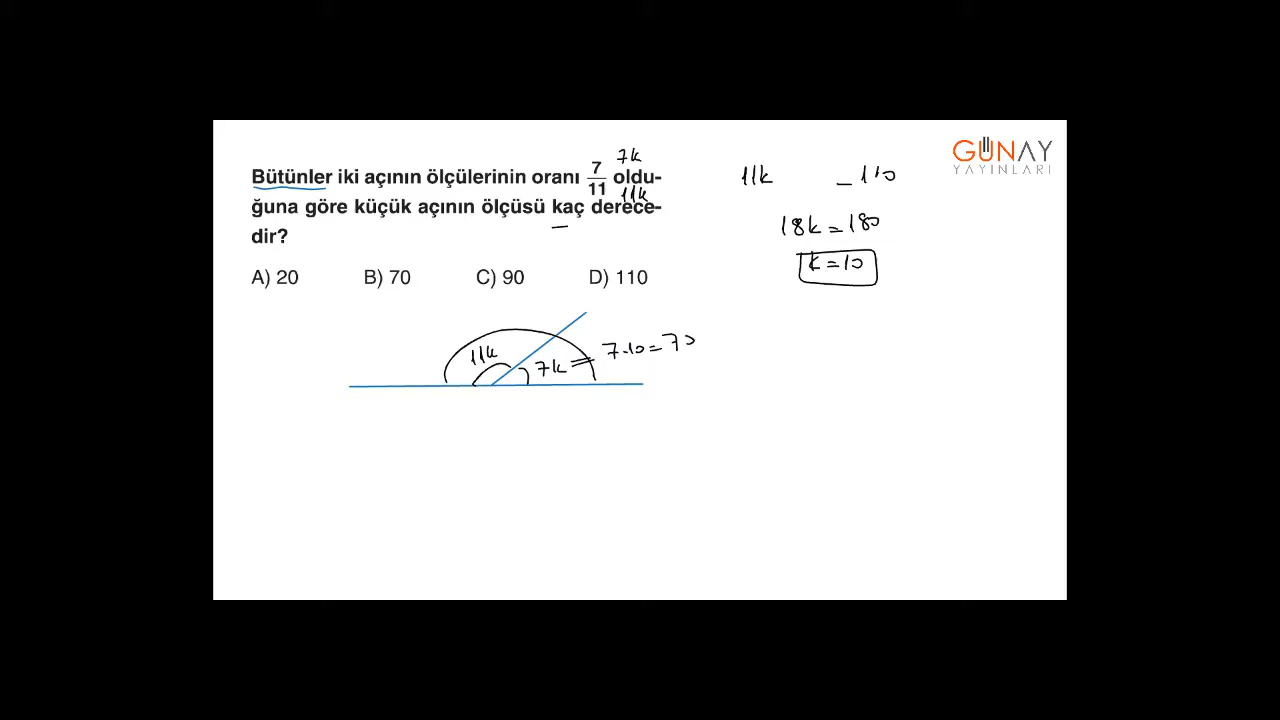 GÜNAY
YAYINLARI
Bütünler iki açının ölçülerinin oranı 7/11 oldu-
ğuna göre küçük açının ölçüsü kaç derece-
dir?
7k
11k
A) 20 B) 70 C) 90 D) 110
11k _ 110
18k = 180
k = 10
11k
7k = 7.10 = 70